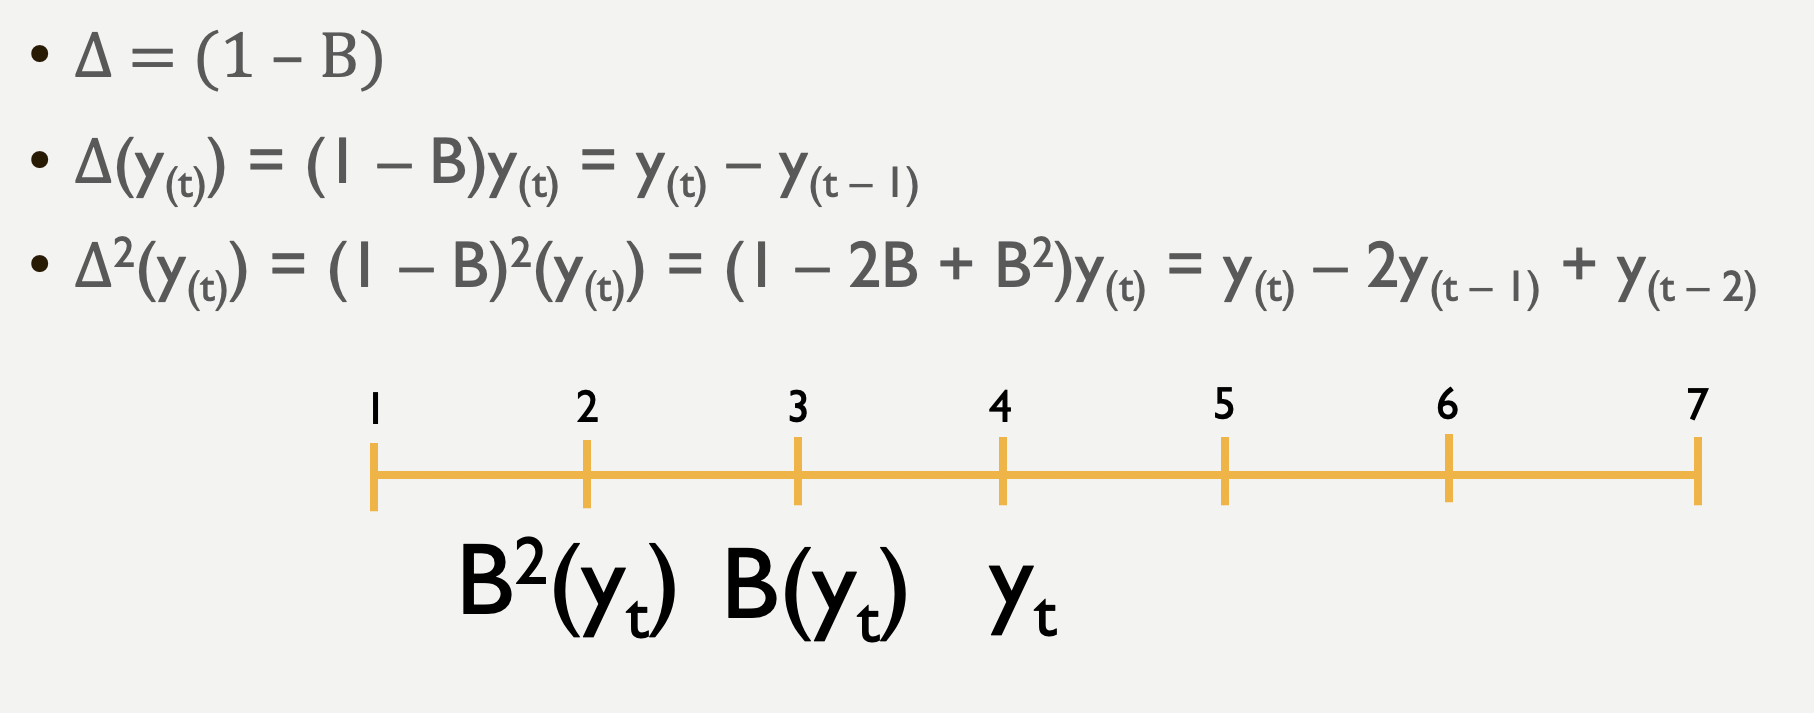 • Δ = (1 – B)
• Δ(y₍t₎) = (1 – B)y₍t₎ = y₍t₎ – y₍t – 1₎
• Δ²(y₍t₎) = (1 – B)²(y₍t₎) = (1 – 2B + B²)y₍t₎ = y₍t₎ – 2y₍t – 1₎ + y₍t – 2₎
1 2 3 4 5 6 7
B²(yₜ) B(yₜ) yₜ